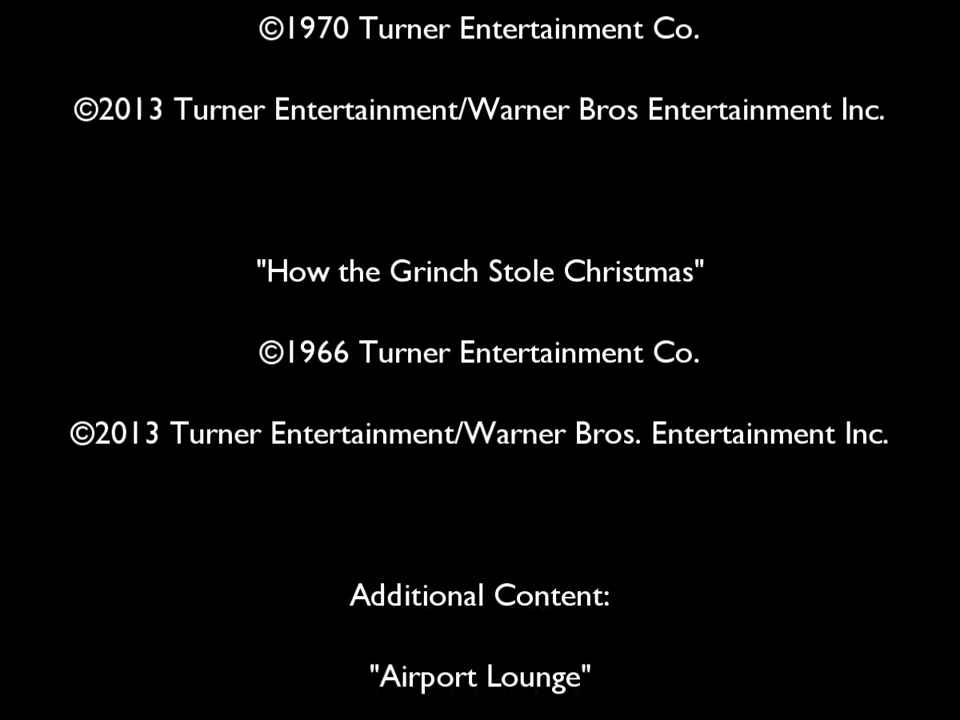 ©1970 Turner Entertainment Co.
©2013 Turner Entertainment/Warner Bros Entertainment Inc.
"How the Grinch Stole Christmas"
©1966 Turner Entertainment Co.
©2013 Turner Entertainment/Warner Bros. Entertainment Inc.
Additional Content:
"Airport Lounge"